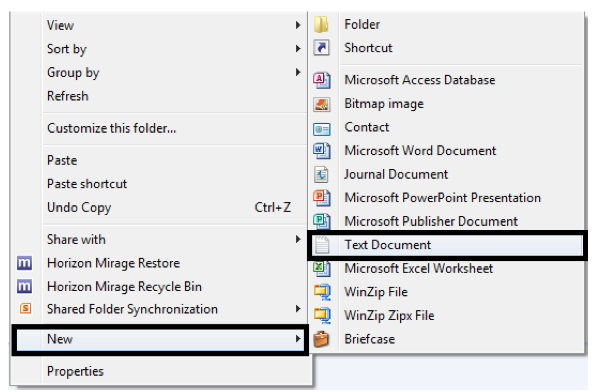 View
Sort by
Group by
Refresh
Customize this folder...
Paste
Paste shortcut
Undo Copy Ctrl+Z
Share with
Horizon Mirage Restore
Horizon Mirage Recycle Bin
Shared Folder Synchronization
New
Properties
Folder
Shortcut
Microsoft Access Database
Bitmap image
Contact
Microsoft Word Document
Journal Document
Microsoft PowerPoint Presentation
Microsoft Publisher Document
Text Document
Microsoft Excel Worksheet
WinZip File
WinZip Zipx File
Briefcase